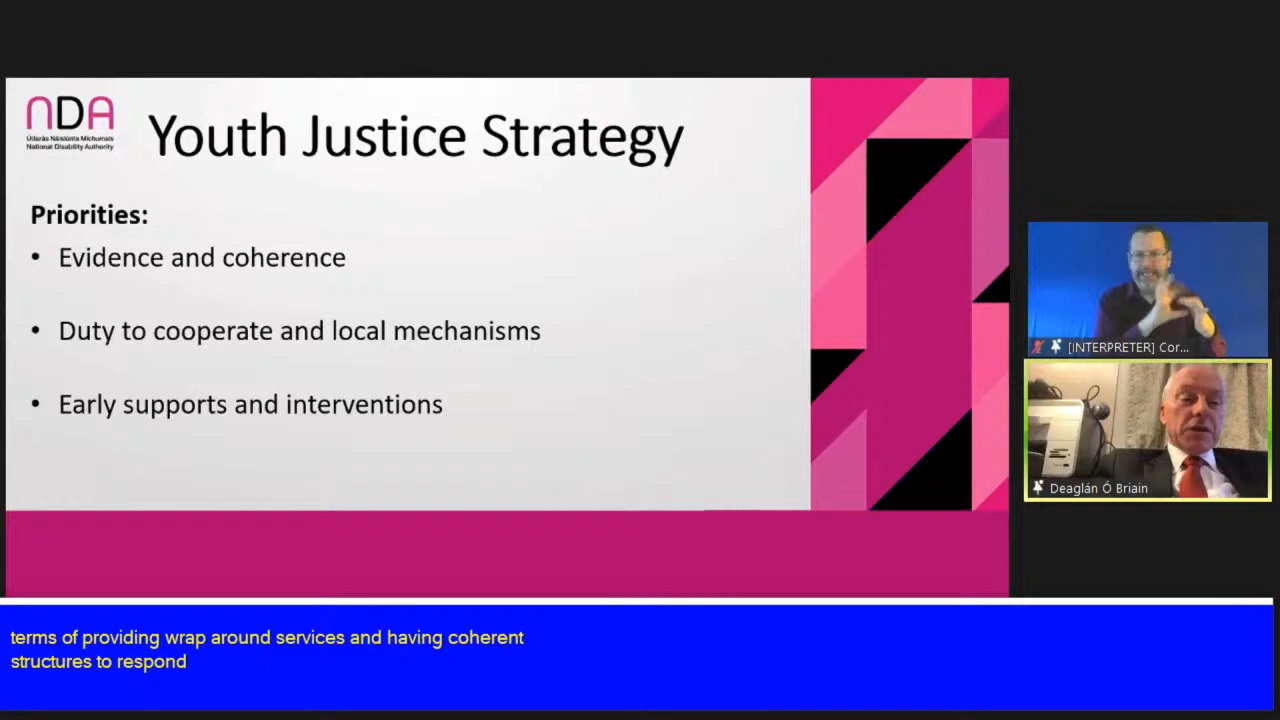 NDA
Údarás Náisiúnta Míchumais
National Disability Authority
Youth Justice Strategy
Priorities:
• Evidence and coherence
• Duty to cooperate and local mechanisms
• Early supports and interventions
[INTERPRETER] Cor...
Deaglán Ó Briain
terms of providing wrap around services and having coherent
structures to respond